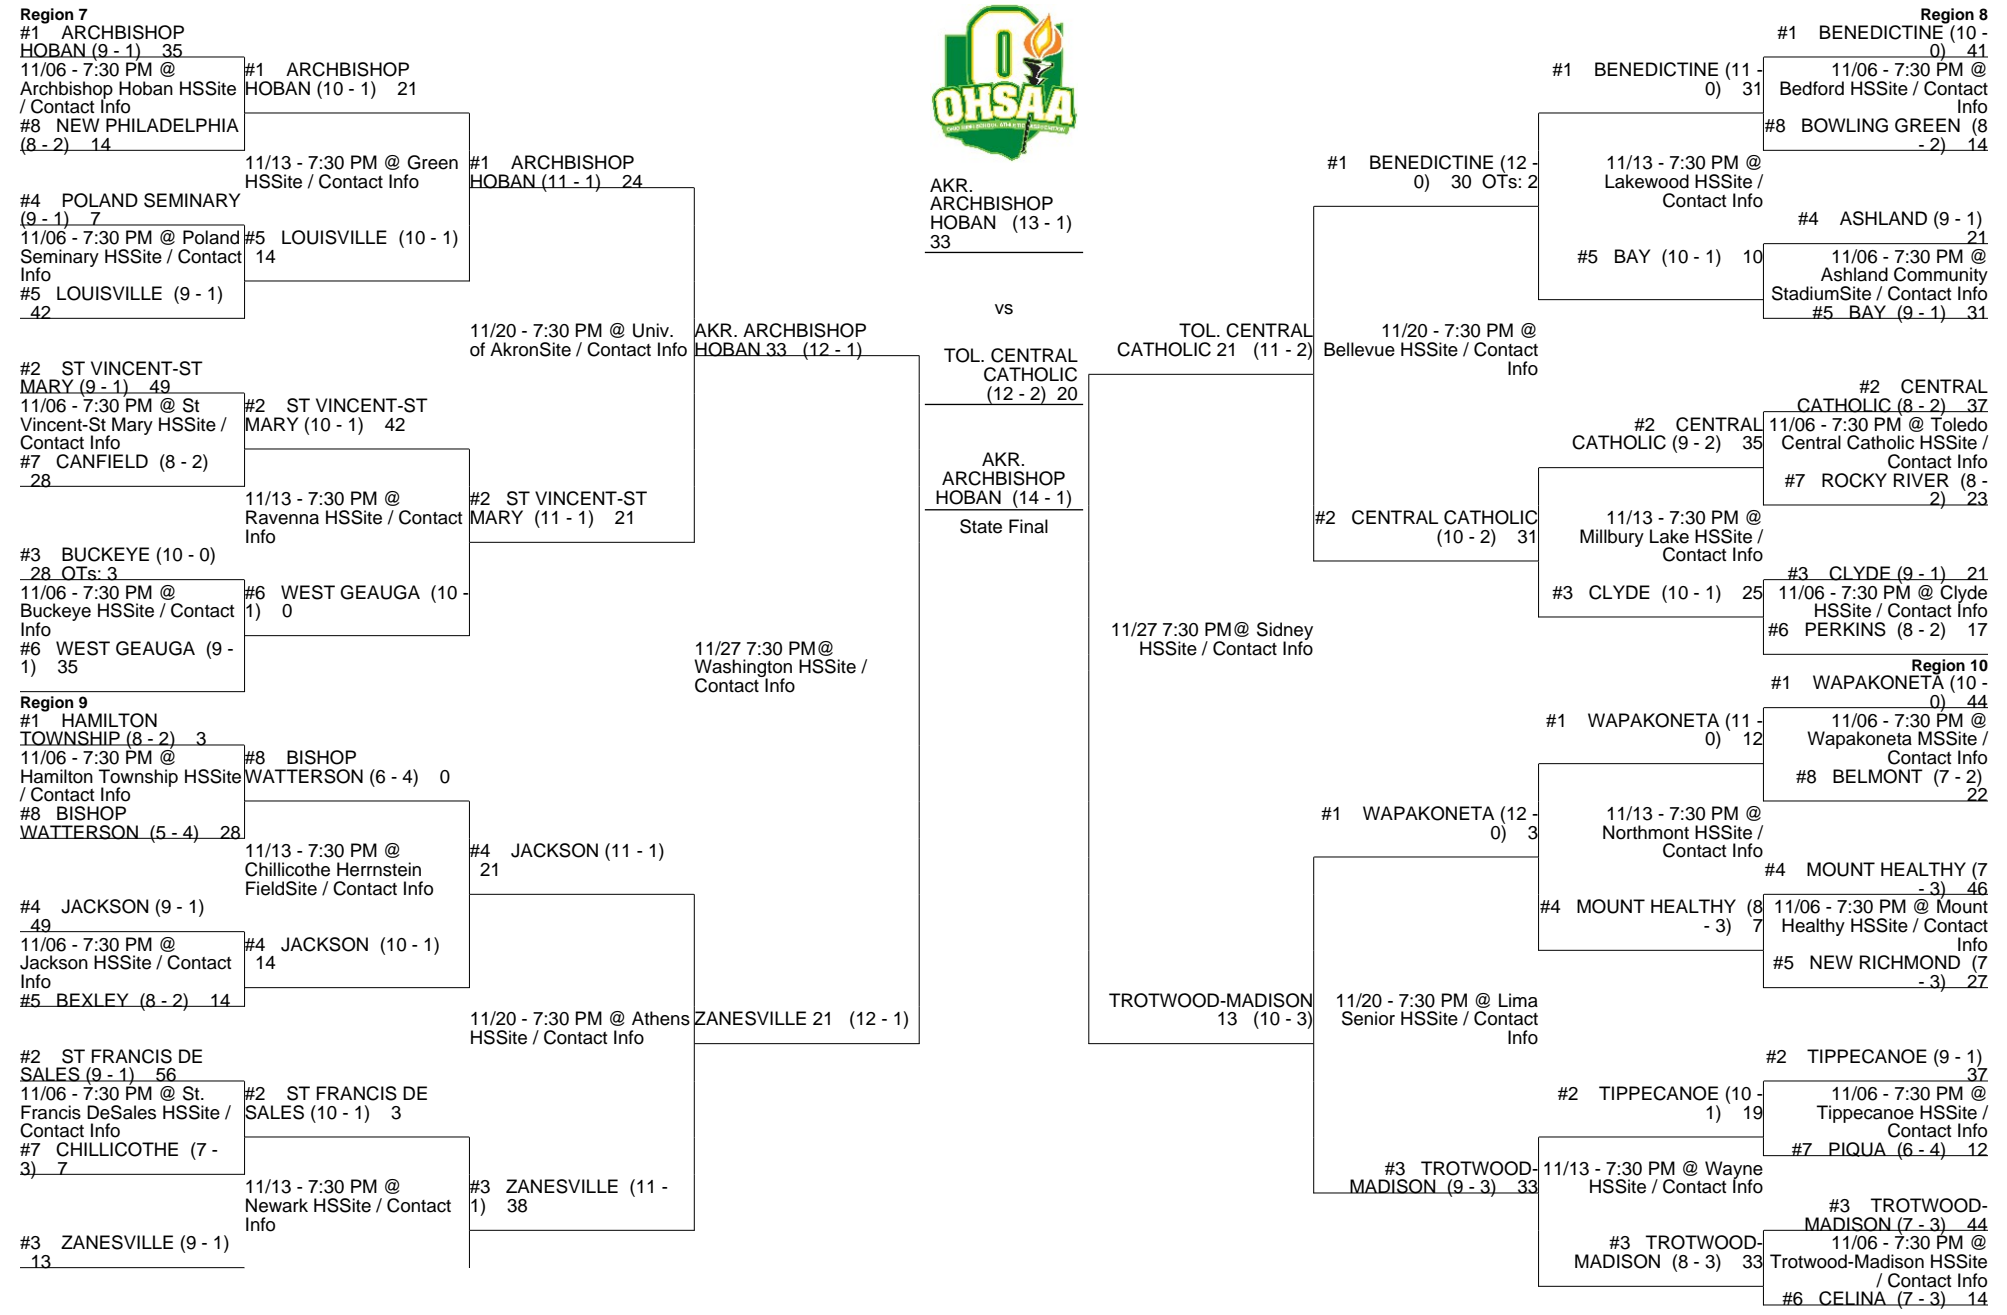 Region 7
#1 ARCHBISHOP
HOBAN (9 - 1) 35
11/06 - 7:30 PM @
Archbishop Hoban HSSite
/ Contact Info
#8 NEW PHILADELPHIA
(8 - 2) 14
#4 POLAND SEMINARY
(9 - 1) 7
11/06 - 7:30 PM @ Poland
Seminary HSSite / Contact
Info
#5 LOUISVILLE (9 - 1)
42
#2 ST VINCENT-ST
MARY (9 - 1) 49
11/06 - 7:30 PM @ St
Vincent-St Mary HSSite /
Contact Info
#7 CANFIELD (8 - 2)
28
#3 BUCKEYE (10 - 0)
28 OTs: 3
11/06 - 7:30 PM @
Buckeye HSSite / Contact
Info
#6 WEST GEAUGA (9 -
1) 35
Region 9
#1 HAMILTON
TOWNSHIP (8 - 2) 3
11/06 - 7:30 PM @
Hamilton Township HSSite
/ Contact Info
#8 BISHOP
WATTERSON (5 - 4) 28
#4 JACKSON (9 - 1)
49
11/06 - 7:30 PM @
Jackson HSSite / Contact
Info
#5 BEXLEY (8 - 2) 14
#2 ST FRANCIS DE
SALES (9 - 1) 56
11/06 - 7:30 PM @ St.
Francis DeSales HSSite /
Contact Info
#7 CHILLICOTHE (7 -
3) 7
#3 ZANESVILLE (9 - 1)
13
#1 ARCHBISHOP
HOBAN (10 - 1) 21
11/13 - 7:30 PM @ Green
HSSite / Contact Info
#5 LOUISVILLE (10 - 1)
14
#2 ST VINCENT-ST
MARY (10 - 1) 42
11/13 - 7:30 PM @
Ravenna HSSite / Contact
Info
#6 WEST GEAUGA (10 -
1) 0
#8 BISHOP
WATTERSON (6 - 4) 0
11/13 - 7:30 PM @
Chillicothe Herrnstein
FieldSite / Contact Info
#4 JACKSON (10 - 1)
14
#2 ST FRANCIS DE
SALES (10 - 1) 3
11/13 - 7:30 PM @
Newark HSSite / Contact
Info
#1 ARCHBISHOP
HOBAN (11 - 1) 24
11/20 - 7:30 PM @ Univ.
of AkronSite / Contact Info
#2 ST VINCENT-ST
MARY (11 - 1) 21
#4 JACKSON (11 - 1)
21
11/20 - 7:30 PM @ Athens
HSSite / Contact Info
#3 ZANESVILLE (11 -
1) 38
AKR. ARCHBISHOP
HOBAN 33 (12 - 1)
11/27 7:30 PM@
Washington HSSite /
Contact Info
ZANESVILLE 21 (12 - 1)
O
OHSAA
OHIO HIGH SCHOOL ATHLETIC ASSOCIATION
AKR.
ARCHBISHOP
HOBAN (13 - 1)
33
vs
TOL. CENTRAL
CATHOLIC
(12 - 2) 20
AKR.
ARCHBISHOP
HOBAN (14 - 1)
State Final
TOL. CENTRAL
CATHOLIC 21 (11 - 2)
11/27 7:30 PM@ Sidney
HSSite / Contact Info
TROTWOOD-MADISON
13 (10 - 3)
#1 BENEDICTINE (12 -
0) 30 OTs: 2
11/20 - 7:30 PM @
Bellevue HSSite / Contact
Info
#2 CENTRAL CATHOLIC
(10 - 2) 31
#1 WAPAKONETA (12 -
0) 3
11/20 - 7:30 PM @ Lima
Senior HSSite / Contact
Info
#3 TROTWOOD-
MADISON (9 - 3) 33
#1 BENEDICTINE (11 -
0) 31
11/13 - 7:30 PM @
Lakewood HSSite /
Contact Info
#5 BAY (10 - 1) 10
#2 CENTRAL
CATHOLIC (9 - 2) 35
11/13 - 7:30 PM @
Millbury Lake HSSite /
Contact Info
#3 CLYDE (10 - 1) 25
#1 WAPAKONETA (11 -
0) 12
11/13 - 7:30 PM @
Northmont HSSite /
Contact Info
#4 MOUNT HEALTHY (8
- 3) 7
#2 TIPPECANOE (10 -
1) 19
11/13 - 7:30 PM @ Wayne
HSSite / Contact Info
#3 TROTWOOD-
MADISON (8 - 3) 33
Region 8
#1 BENEDICTINE (10 -
0) 41
11/06 - 7:30 PM @
Bedford HSSite / Contact
Info
#8 BOWLING GREEN (8
- 2) 14
#4 ASHLAND (9 - 1)
21
11/06 - 7:30 PM @
Ashland Community
StadiumSite / Contact Info
#5 BAY (9 - 1) 31
#2 CENTRAL
CATHOLIC (8 - 2) 37
11/06 - 7:30 PM @ Toledo
Central Catholic HSSite /
Contact Info
#7 ROCKY RIVER (8 -
2) 23
#3 CLYDE (9 - 1) 21
11/06 - 7:30 PM @ Clyde
HSSite / Contact Info
#6 PERKINS (8 - 2) 17
Region 10
#1 WAPAKONETA (10 -
0) 44
11/06 - 7:30 PM @
Wapakoneta MSSite /
Contact Info
#8 BELMONT (7 - 2)
22
#4 MOUNT HEALTHY (7
- 3) 46
11/06 - 7:30 PM @ Mount
Healthy HSSite / Contact
Info
#5 NEW RICHMOND (7
- 3) 27
#2 TIPPECANOE (9 - 1)
37
11/06 - 7:30 PM @
Tippecanoe HSSite /
Contact Info
#7 PIQUA (6 - 4) 12
#3 TROTWOOD-
MADISON (7 - 3) 44
11/06 - 7:30 PM @
Trotwood-Madison HSSite
/ Contact Info
#6 CELINA (7 - 3) 14